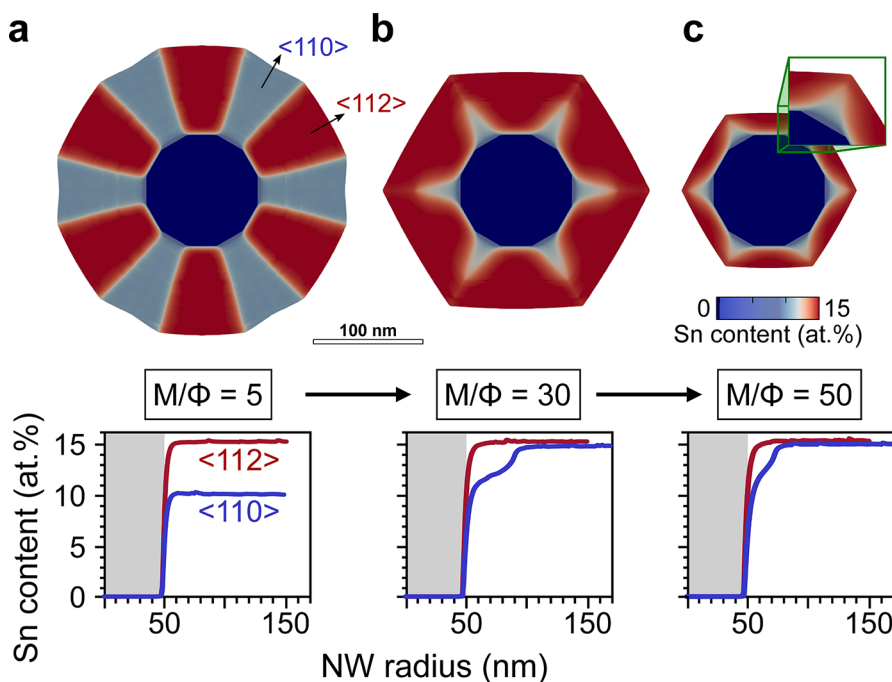 a
b
c
<110>
<112>
100 nm
0 15
Sn content (at.%)
M/Φ = 5
M/Φ = 30
M/Φ = 50
Sn content (at.%)
15
10
5
0
<112>
<110>
50 150
50 150
50 150
NW radius (nm)